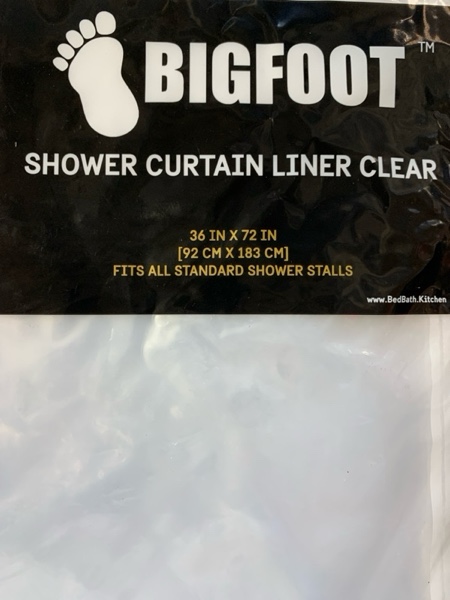 BIGFOOT™
SHOWER CURTAIN LINER CLEAR
36 IN X 72 IN
[92 CM X 183 CM]
FITS ALL STANDARD SHOWER STALLS
www.BedBath.Kitchen